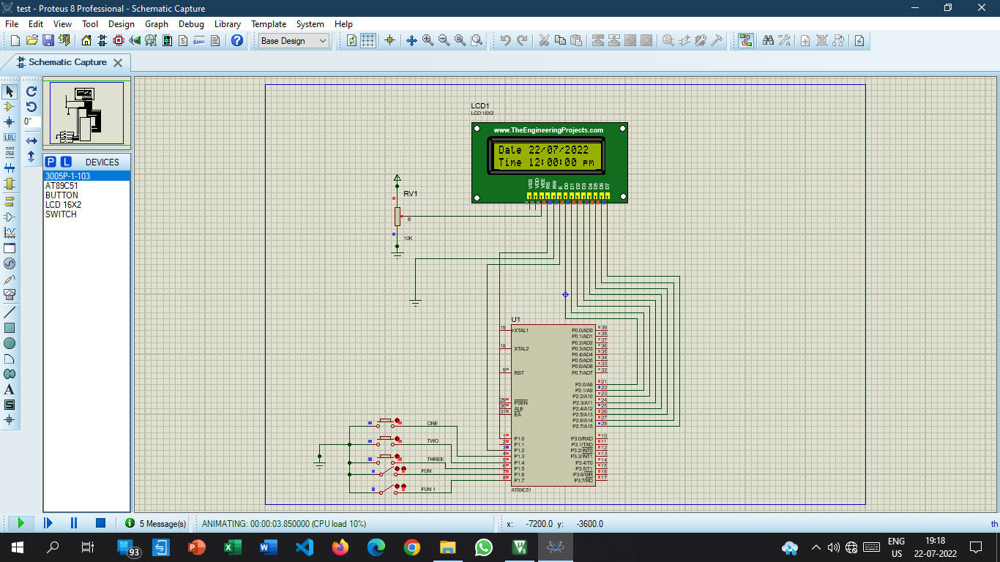 test - Proteus 8 Professional - Schematic Capture
File Edit View Tool Design Graph Debug Library Template System Help
Base Design
Schematic Capture
0°
P L DEVICES
3005P-1-103
AT89C51
BUTTON
LCD 16X2
SWITCH
LCD1
LCD 16X2
www.TheEngineeringProjects.com
Date 22/07/2022
Time 12:00:00 pm
VSS VDD VEE RS RW E D0 D1 D2 D3 D4 D5 D6 D7
RV1
10K
U1
19 XTAL1
18 XTAL2
9 RST
29 PSEN
30 ALE
31 EA
1 P1.0
2 P1.1
3 P1.2
4 P1.3
5 P1.4
6 P1.5
7 P1.6
8 P1.7
P0.0/AD0 39
P0.1/AD1 38
P0.2/AD2 37
P0.3/AD3 36
P0.4/AD4 35
P0.5/AD5 34
P0.6/AD6 33
P0.7/AD7 32
P2.0/A8 21
P2.1/A9 22
P2.2/A10 23
P2.3/A11 24
P2.4/A12 25
P2.5/A13 26
P2.6/A14 27
P2.7/A15 28
P3.0/RXD 10
P3.1/TXD 11
P3.2/INT0 12
P3.3/INT1 13
P3.4/T0 14
P3.5/T1 15
P3.6/WR 16
P3.7/RD 17
AT89C51
ONE
TWO
THREE
FUN
FUN 1
5 Message(s)
ANIMATING: 00:00:03.850000 (CPU load 10%)
x: -7200.0 y: -3600.0
th
93
ENG
US
19:18
22-07-2022